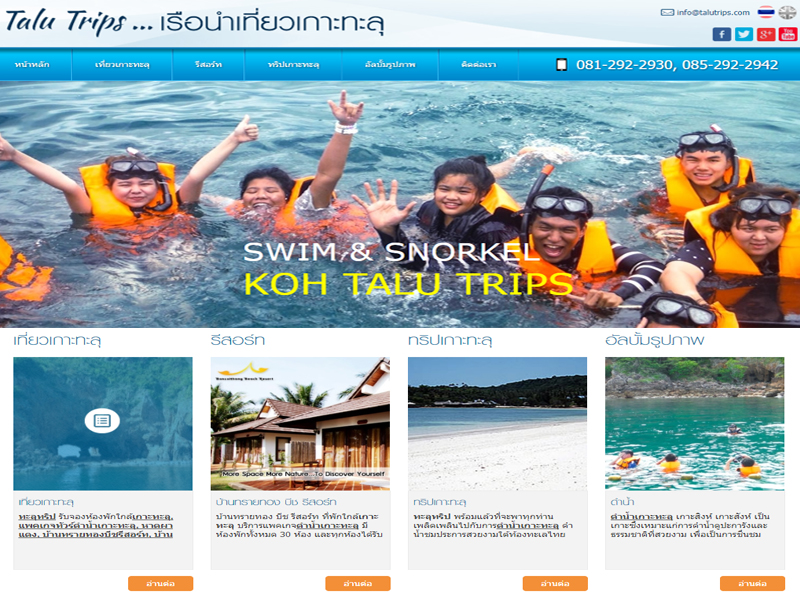 Talu Trips ... เรือนำเที่ยวเกาะทะลุ
info@talutrips.com
You Tube
หน้าหลัก เที่ยวเกาะทะลุ รีสอร์ท ทริปเกาะทะลุ อัลบั้มรูปภาพ ติดต่อเรา 081-292-2930, 085-292-2942
SWIM & SNORKEL
KOH TALU TRIPS
เที่ยวเกาะทะลุ
รีสอร์ท
ทริปเกาะทะลุ
อัลบั้มรูปภาพ
Baansaithong Beach Resort
More Space More Nature...To Discover Yourself
เที่ยวเกาะทะลุ
ทะลุทริป รับจองห้องพักใกล้เกาะทะลุ,
แพคเกจทัวร์ดำน้ำเกาะทะลุ, หาดผา
แดง, บ้านทรายทองบีชรีสอร์ท, บ้าน
อ่านต่อ
บ้านทรายทอง บีช รีสอร์ท
บ้านทรายทอง บีช รีสอร์ท ที่พักใกล้เกาะ
ทะลุ บริการแพคเกจดำน้ำเกาะทะลุ มี
ห้องพักทั้งหมด 30 ห้อง และทุกห้องได้รับ
อ่านต่อ
ทริปเกาะทะลุ
ทะลุทริป พร้อมแล้วที่จะพาทุกท่าน
เพลิดเพลินไปกับการดำน้ำเกาะทะลุ ดำ
น้ำชมประการสวยงามใต้ท้องทะเลไทย
อ่านต่อ
ดำน้ำ
ดำน้ำเกาะทะลุ เกาะสิงห์ เกาะสังข์ เป็น
เกาะซึ่งเหมาะแก่การดำน้ำดูปะการังและ
ธรรมชาติที่สวยงาม เพื่อเป็นการชื่นชม
อ่านต่อ